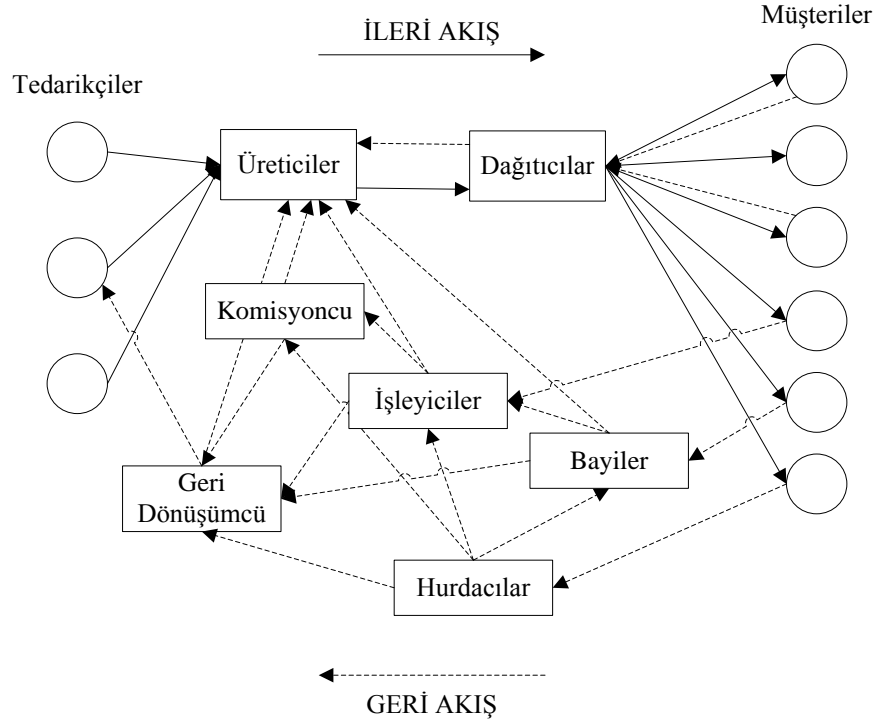 Müşteriler
İLERİ AKIŞ
Tedarikçiler
Üreticiler
Dağıtıcılar
Komisyoncu
İşleyiciler
Bayiler
Geri
Dönüşümcü
Hurdacılar
GERİ AKIŞ